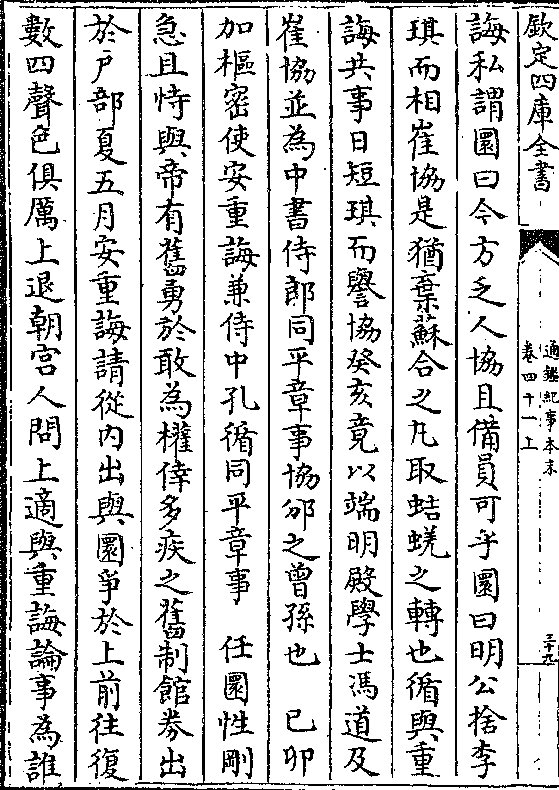 欽定四庫全書
通鑑紀事本末
卷四十一上
三十九
誨私謂圜曰今方乏人協且備員可乎圜曰明公捨李
琪而相崔協是猶棄蘇合之丸取蛣蜣之轉也循與重
誨共事日短琪而譽協癸亥竟以端明殿學士馮道及
崔協並為中書侍郎同平章事協邠之曾孫也　己卯
加樞密使安重誨兼侍中孔循同平章事　任圜性剛
急且恃與帝有舊勇於敢為權倖多疾之舊制館券出
於戶部夏五月安重誨請從內出與圜爭於上前往復
數四聲色俱厲上退朝宮人問上適與重誨論事為誰